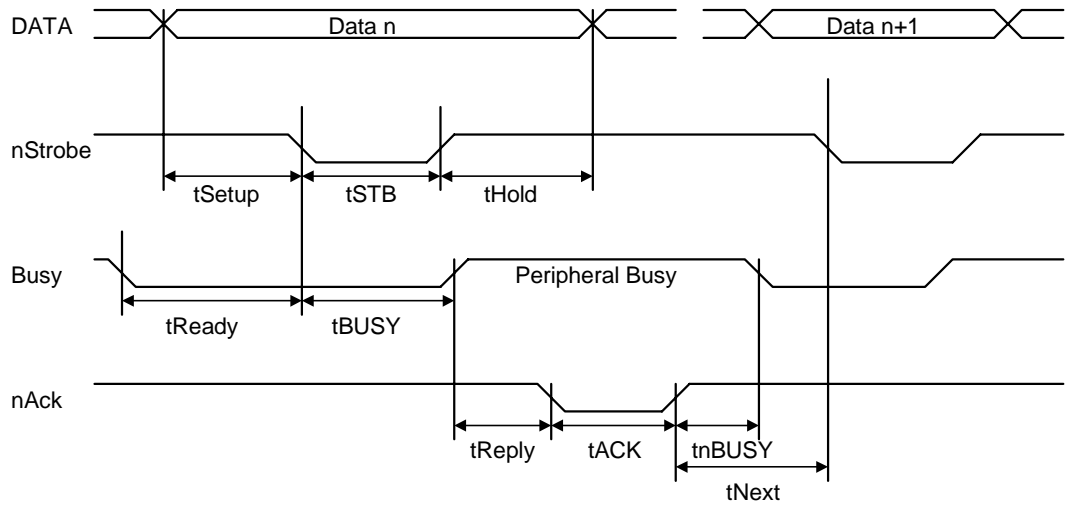 DATA Data n Data n+1
nStrobe
tSetup tSTB tHold
Busy Peripheral Busy
tReady tBUSY
nAck
tReply tACK tnBUSY
tNext